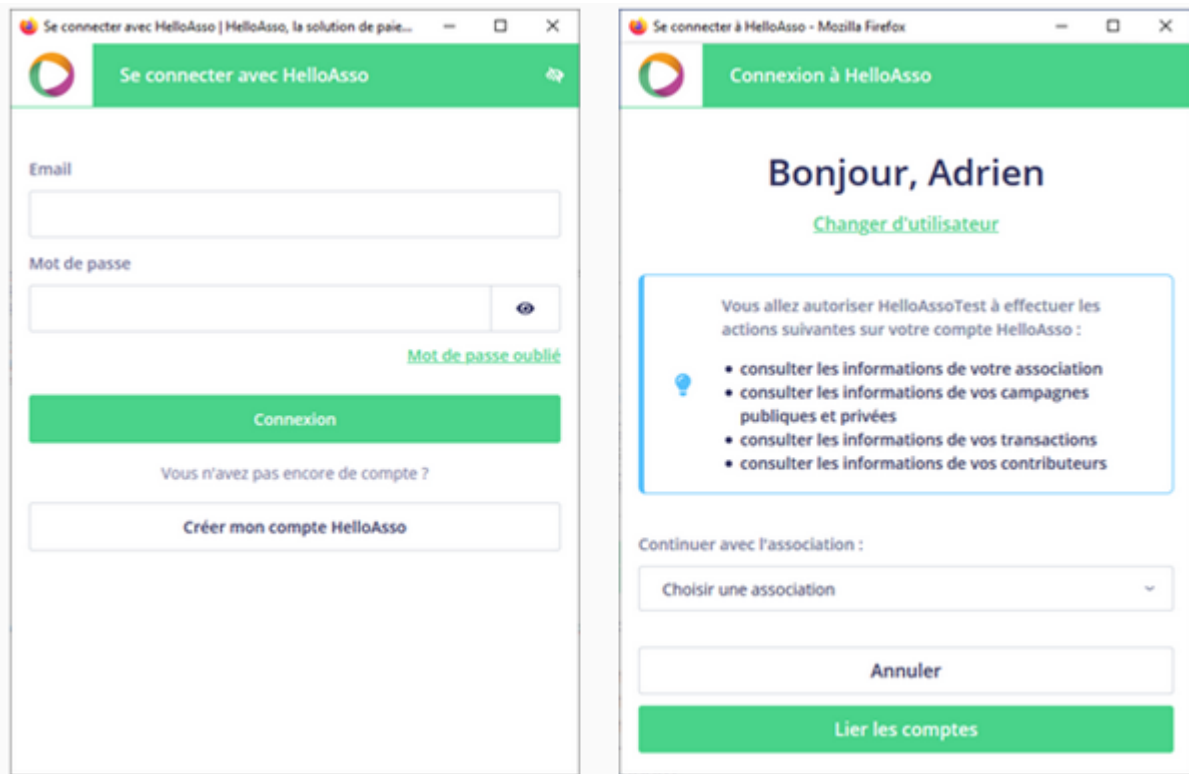 Se connecter avec HelloAsso | HelloAsso, la solution de paie...
Se connecter avec HelloAsso
Email
Mot de passe
Mot de passe oublié
Connexion
Vous n'avez pas encore de compte ?
Créer mon compte HelloAsso
Se connecter à HelloAsso - Mozilla Firefox
Connexion à HelloAsso
Bonjour, Adrien
Changer d'utilisateur
Vous allez autoriser HelloAssoTest à effectuer les
actions suivantes sur votre compte HelloAsso :
• consulter les informations de votre association
• consulter les informations de vos campagnes
publiques et privées
• consulter les informations de vos transactions
• consulter les informations de vos contributeurs
Continuer avec l'association :
Choisir une association
Annuler
Lier les comptes